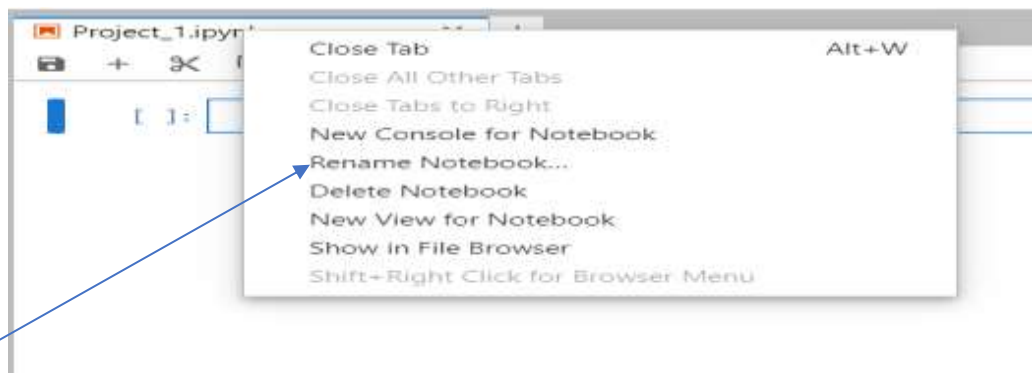 Project_1.ipyn
Close Tab Alt+W
Close All Other Tabs
Close Tabs to Right
[ ]:
New Console for Notebook
Rename Notebook...
Delete Notebook
New View for Notebook
Show in File Browser
Shift+Right Click for Browser Menu